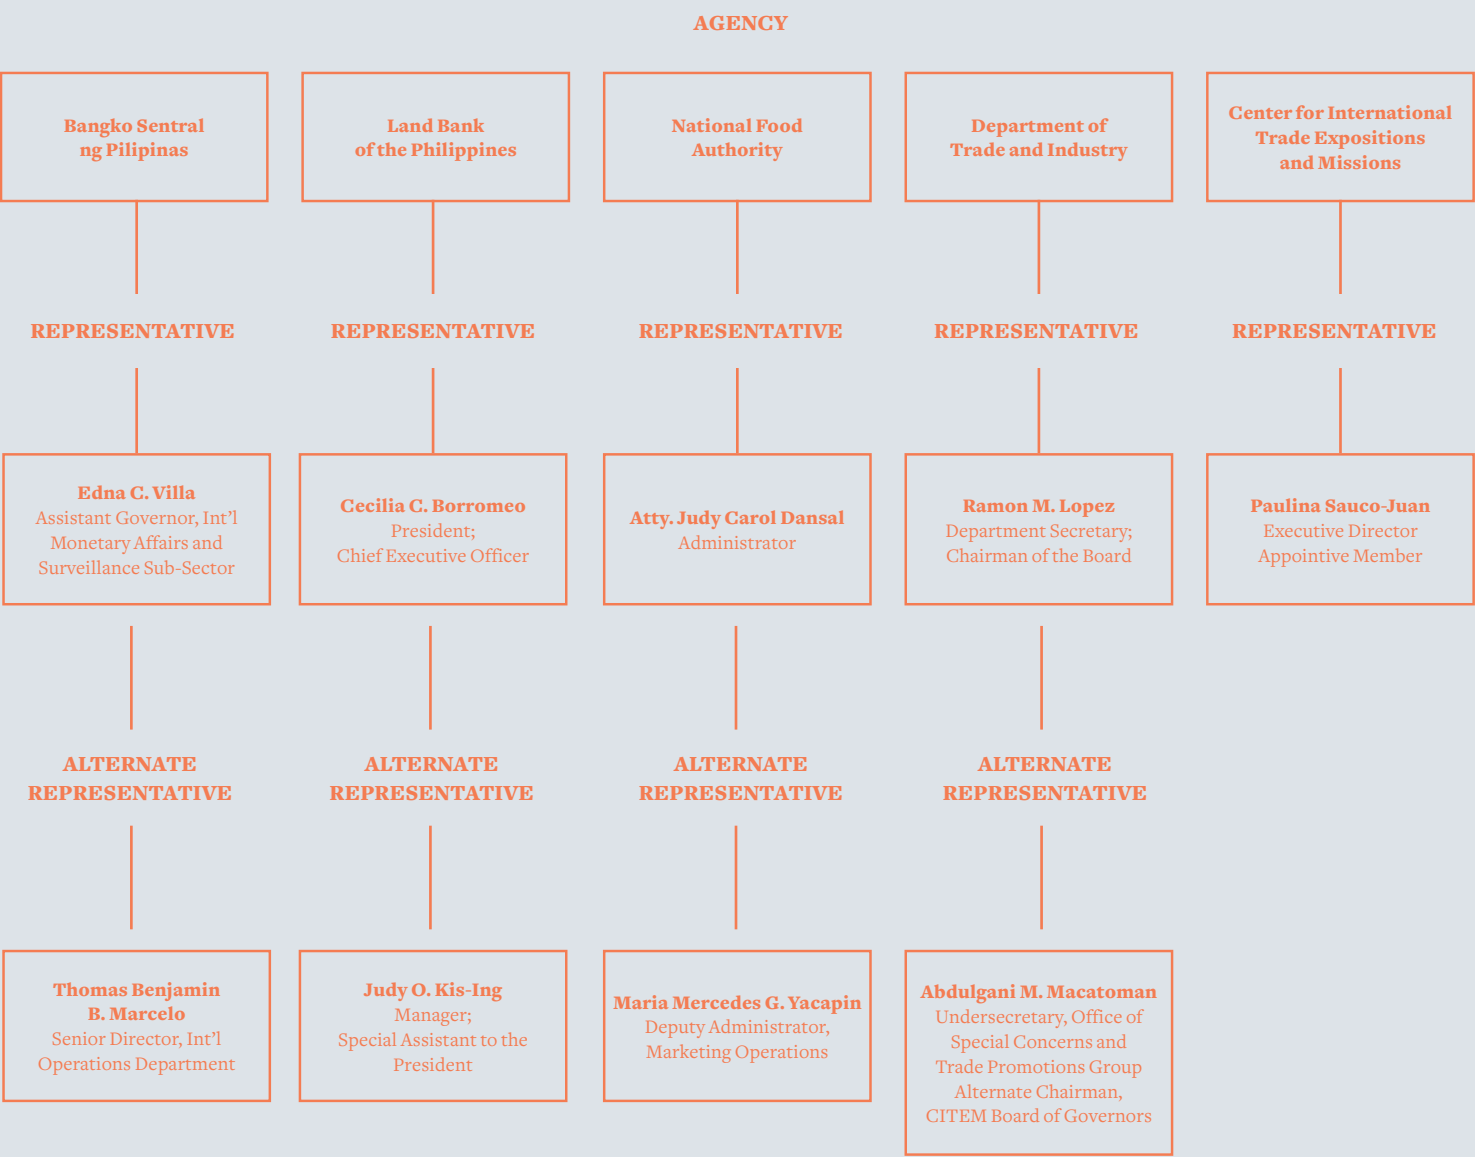 AGENCY
Bangko Sentral
ng Pilipinas
Land Bank
of the Philippines
National Food
Authority
Department of
Trade and Industry
Center for International
Trade Expositions
and Missions
REPRESENTATIVE
REPRESENTATIVE
REPRESENTATIVE
REPRESENTATIVE
REPRESENTATIVE
Edna C. Villa
Assistant Governor, Int’l
Monetary Affairs and
Surveillance Sub-Sector
Cecilia C. Borromeo
President;
Chief Executive Officer
Atty. Judy Carol Dansal
Administrator
Ramon M. Lopez
Department Secretary;
Chairman of the Board
Paulina Sauco-Juan
Executive Director
Appointive Member
ALTERNATE
REPRESENTATIVE
ALTERNATE
REPRESENTATIVE
ALTERNATE
REPRESENTATIVE
ALTERNATE
REPRESENTATIVE
Thomas Benjamin
B. Marcelo
Senior Director, Int’l
Operations Department
Judy O. Kis-Ing
Manager;
Special Assistant to the
President
Maria Mercedes G. Yacapin
Deputy Administrator,
Marketing Operations
Abdulgani M. Macatoman
Undersecretary, Office of
Special Concerns and
Trade Promotions Group
Alternate Chairman,
CITEM Board of Governors